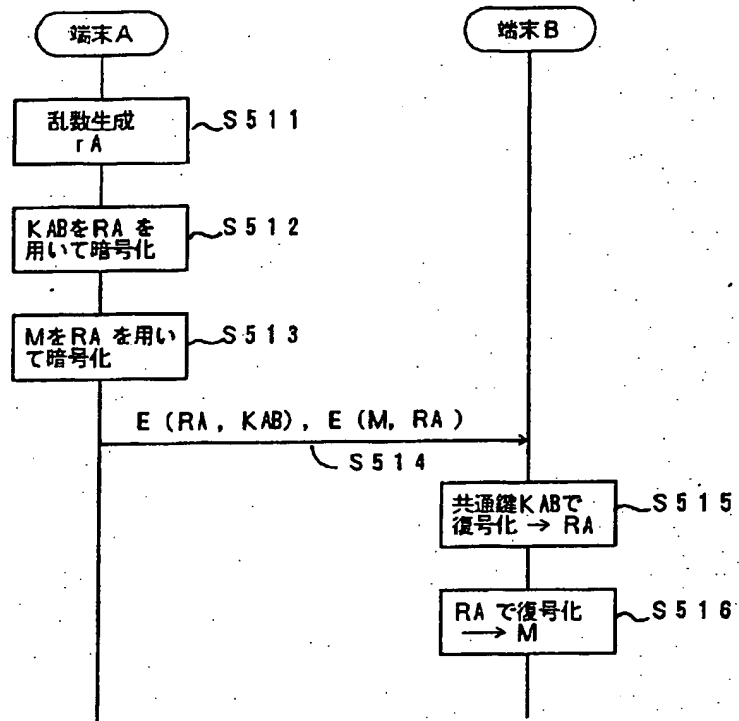 端末A
端末B
乱数生成
rA
S511
KABをRA を
用いて暗号化
S512
MをRA を用い
て暗号化
S513
E (RA, KAB), E (M, RA)
S514
共通鍵KABで
復号化 → RA
S515
RA で復号化
→ M
S516